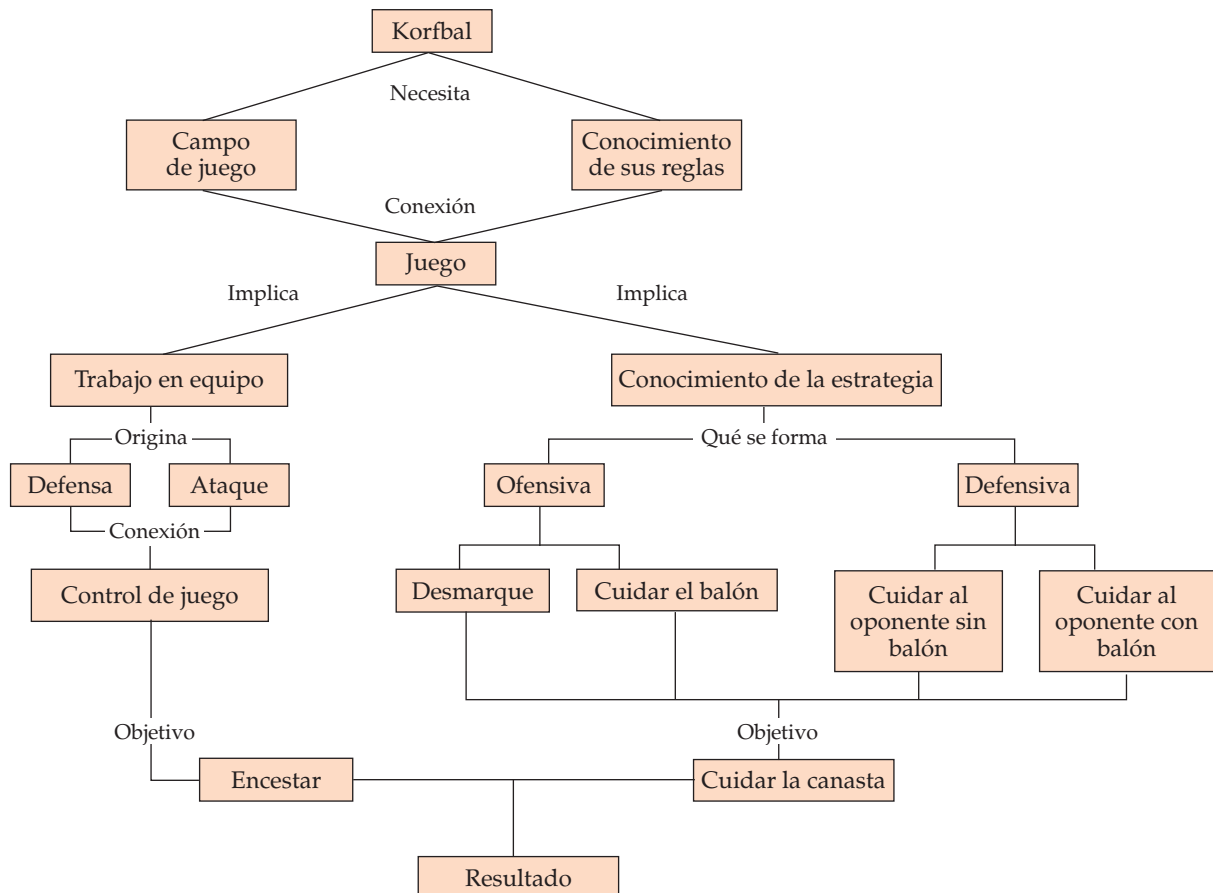 Korfbal
Necesita
Campo
de juego
Conocimiento
de sus reglas
Conexión
Juego
Implica
Implica
Trabajo en equipo
Conocimiento de la estrategia
Origina
Qué se forma
Defensa
Ataque
Ofensiva
Defensiva
Conexión
Control de juego
Desmarque
Cuidar el balón
Cuidar al
oponente sin
balón
Cuidar al
oponente con
balón
Objetivo
Objetivo
Encestar
Cuidar la canasta
Resultado